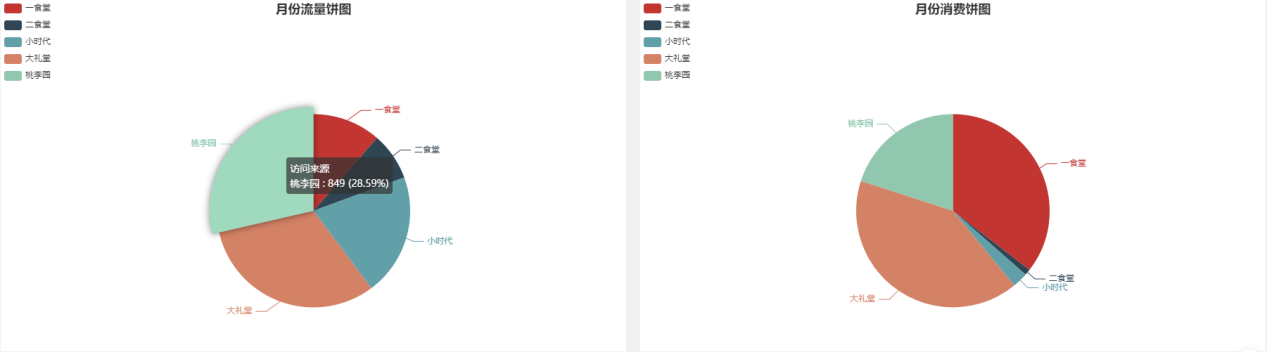 月份流量饼图
一食堂
二食堂
小时代
大礼堂
桃李园
一食堂
二食堂
桃李园
访问来源
桃李园 : 849 (28.59%)
小时代
大礼堂
月份消费饼图
一食堂
二食堂
小时代
大礼堂
桃李园
桃李园
一食堂
二食堂
小时代
大礼堂